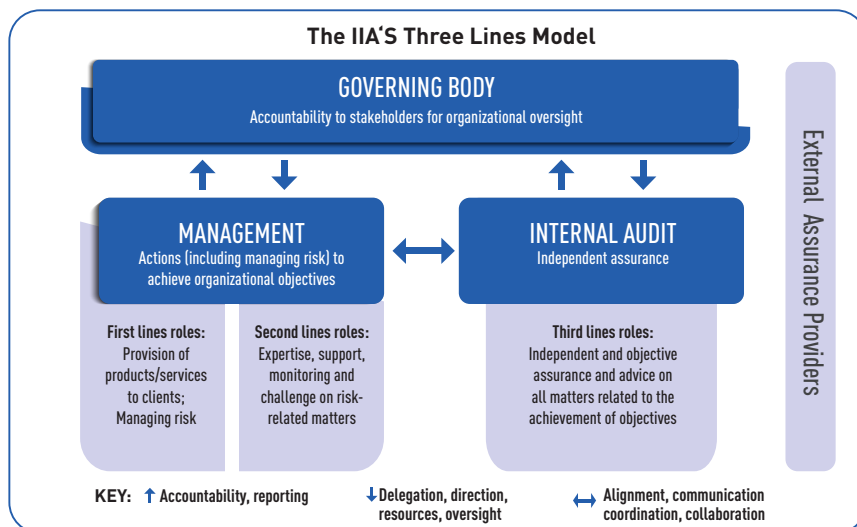 The IIA‘S Three Lines Model
GOVERNING BODY
Accountability to stakeholders for organizational oversight
MANAGEMENT
Actions (including managing risk) to
achieve organizational objectives
INTERNAL AUDIT
Independent assurance
First lines roles:
Provision of
products/services
to clients;
Managing risk
Second lines roles:
Expertise, support,
monitoring and
challenge on risk-
related matters
Third lines roles:
Independent and objective
assurance and advice on
all matters related to the
achievement of objectives
External Assurance Providers
KEY:
Accountability, reporting
Delegation, direction,
resources, oversight
Alignment, communication
coordination, collaboration